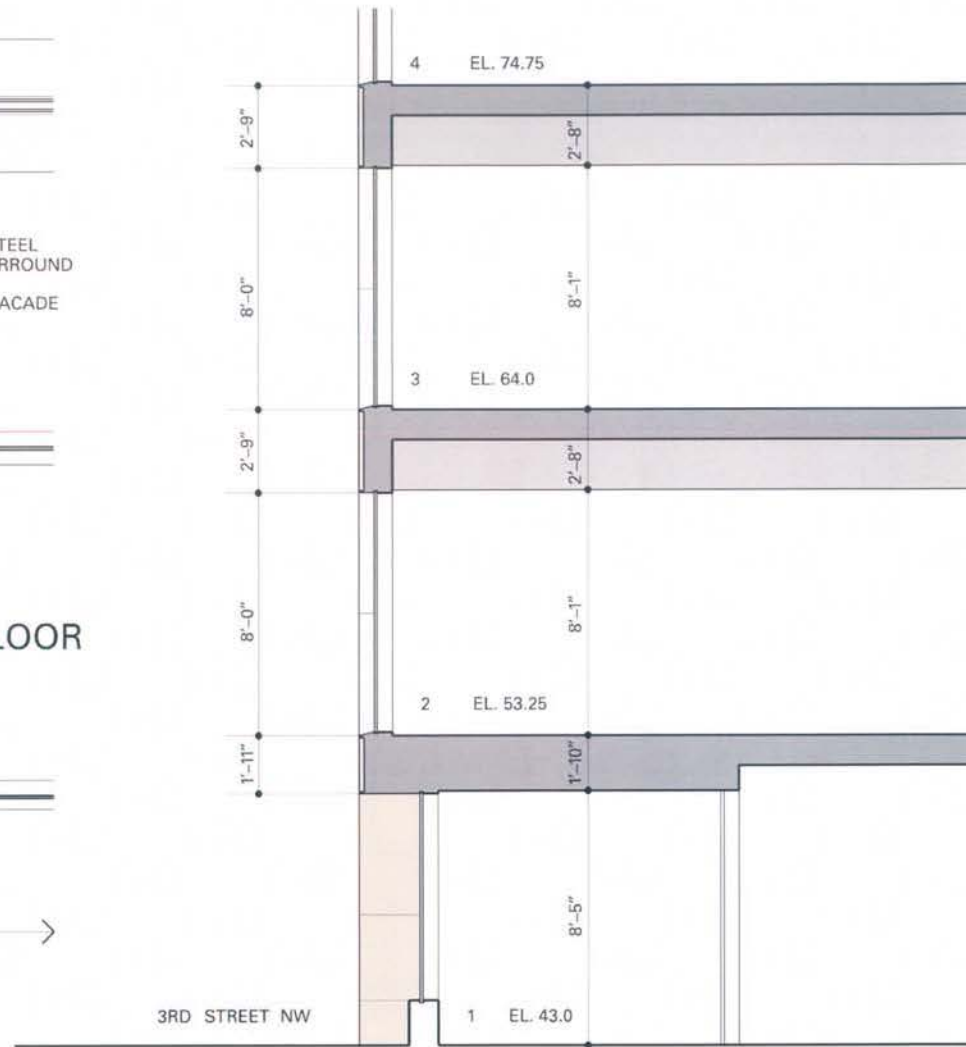 4 EL. 74.75
2'-9"
2'-8"
TEEL
RROUND
ACADE
8'-0"
8'-1"
3 EL. 64.0
2'-9"
2'-8"
LOOR
8'-0"
8'-1"
2 EL. 53.25
1'-11"
1'-10"
8'-5"
3RD STREET NW
1 EL. 43.0